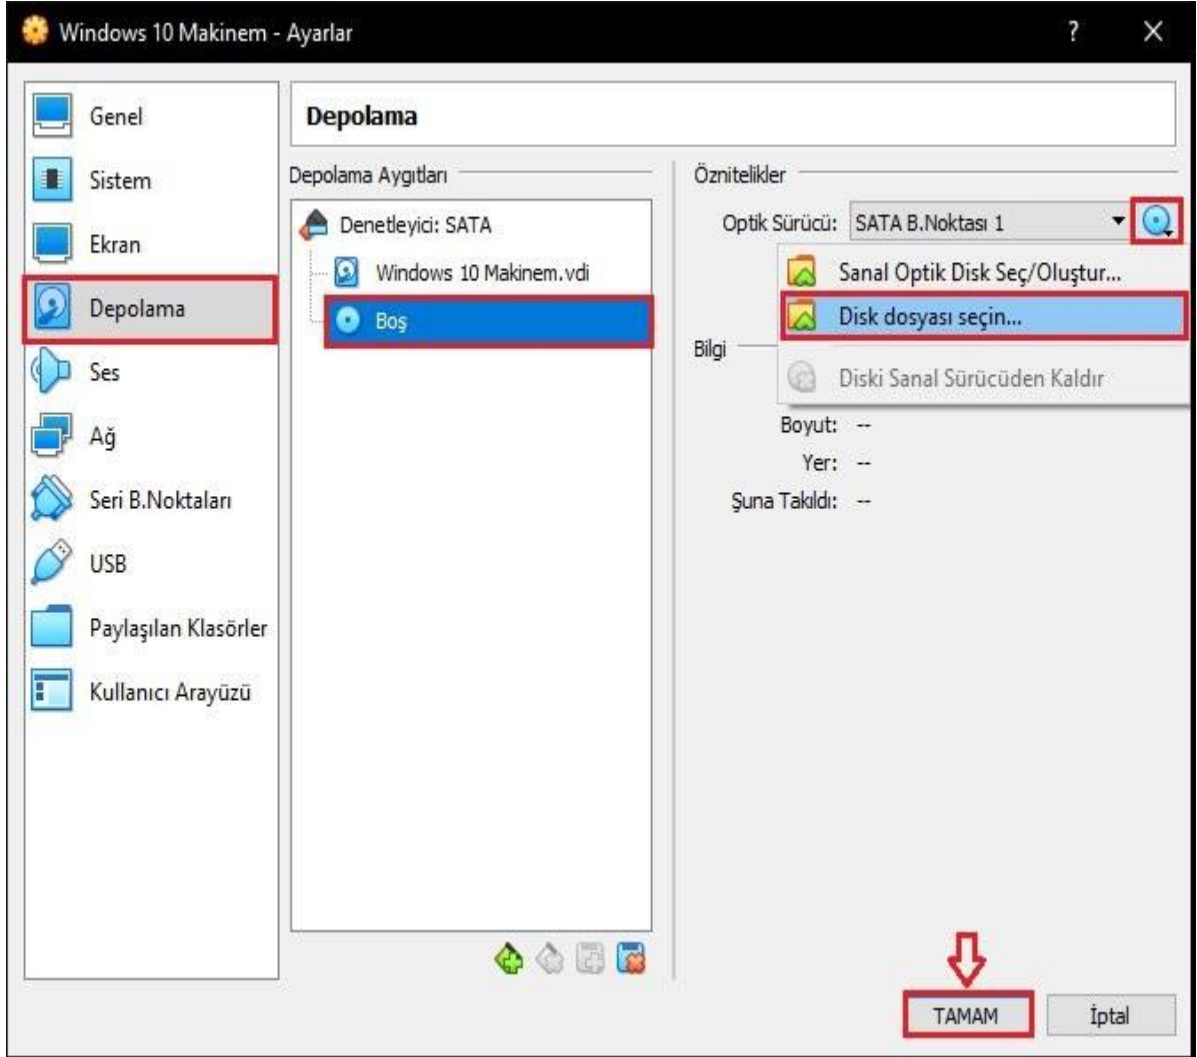 Windows 10 Makinem - Ayarlar
?
Genel
Sistem
Ekran
Depolama
Ses
Ağ
Seri B.Noktaları
USB
Paylaşılan Klasörler
Kullanıcı Arayüzü
Depolama
Depolama Aygıtları
Denetleyici: SATA
Windows 10 Makinem.vdi
Boş
Öznitelikler
Optik Sürücü: SATA B.Noktası 1
Sanal Optik Disk Seç/Oluştur...
Disk dosyası seçin...
Bilgi
Diski Sanal Sürücüden Kaldır
Boyut: --
Yer: --
Şuna Takıldı: --
TAMAM
İptal